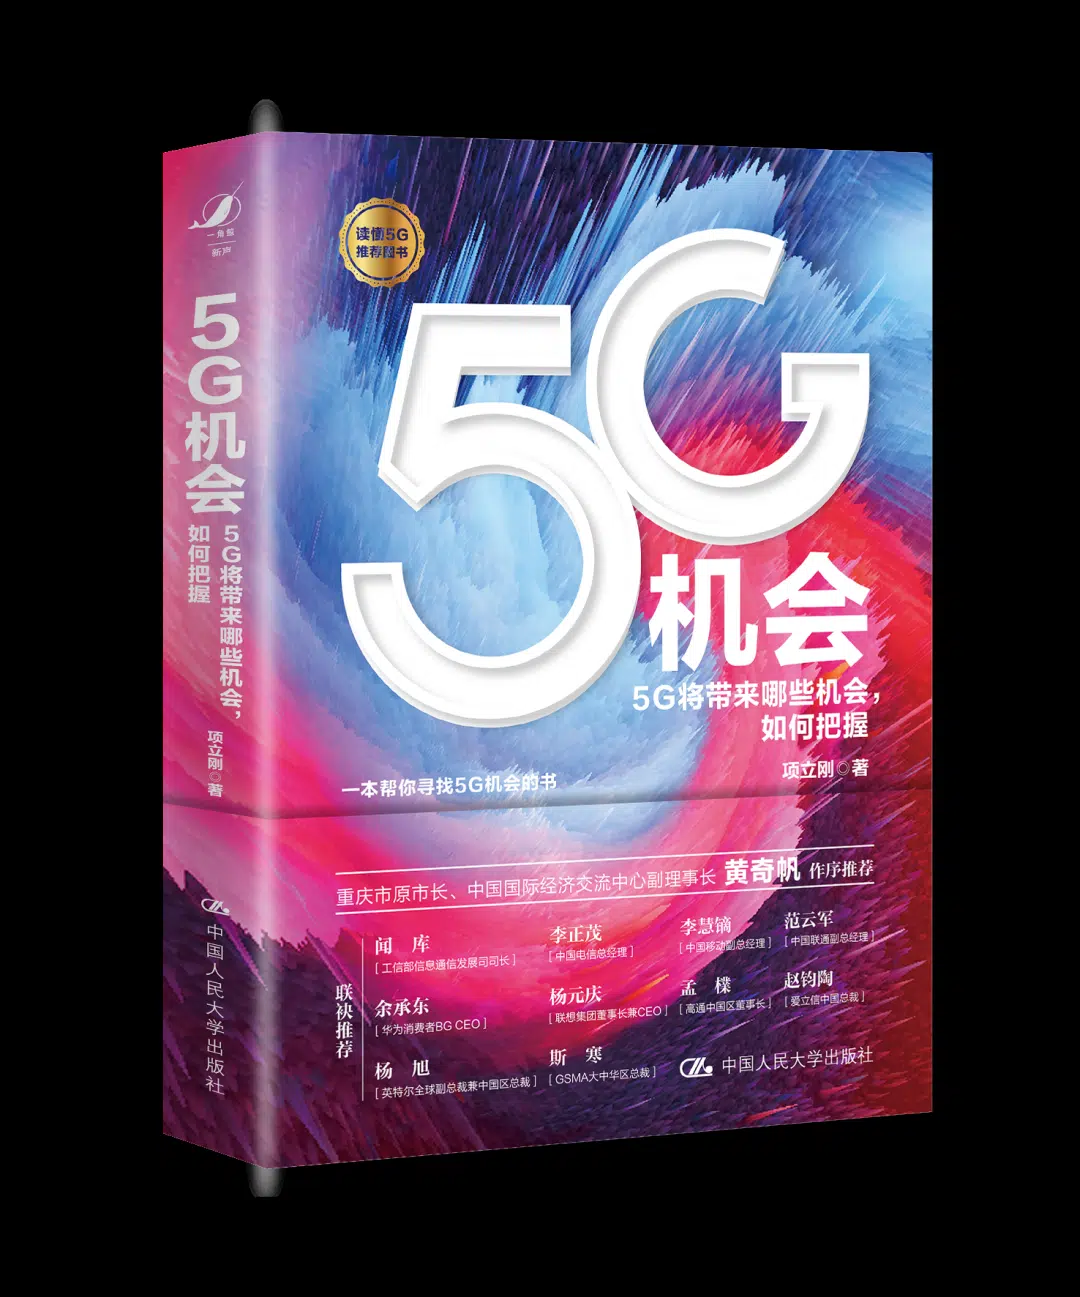 一角鲸
新声
5G机会
5G将带来哪些机会，
如何把握
项立刚◎著
中国人民大学出版社
读懂5G
推荐图书
5G
机会
5G将带来哪些机会，
如何把握
项立刚◎著
一本帮你寻找5G机会的书
重庆市原市长、中国国际经济交流中心副理事长 黄奇帆 作序推荐
联袂推荐
闻 库
[ 工信部信息通信发展司司长 ]
李正茂
[ 中国电信总经理 ]
李慧镝
[ 中国移动副总经理 ]
范云军
[ 中国联通副总经理 ]
余承东
[ 华为消费者BG CEO ]
杨元庆
[ 联想集团董事长兼CEO ]
孟 樸
[ 高通中国区董事长 ]
赵钧陶
[ 爱立信中国总裁 ]
杨 旭
[ 英特尔全球副总裁兼中国区总裁 ]
斯 寒
[ GSMA大中华区总裁 ]
中国人民大学出版社